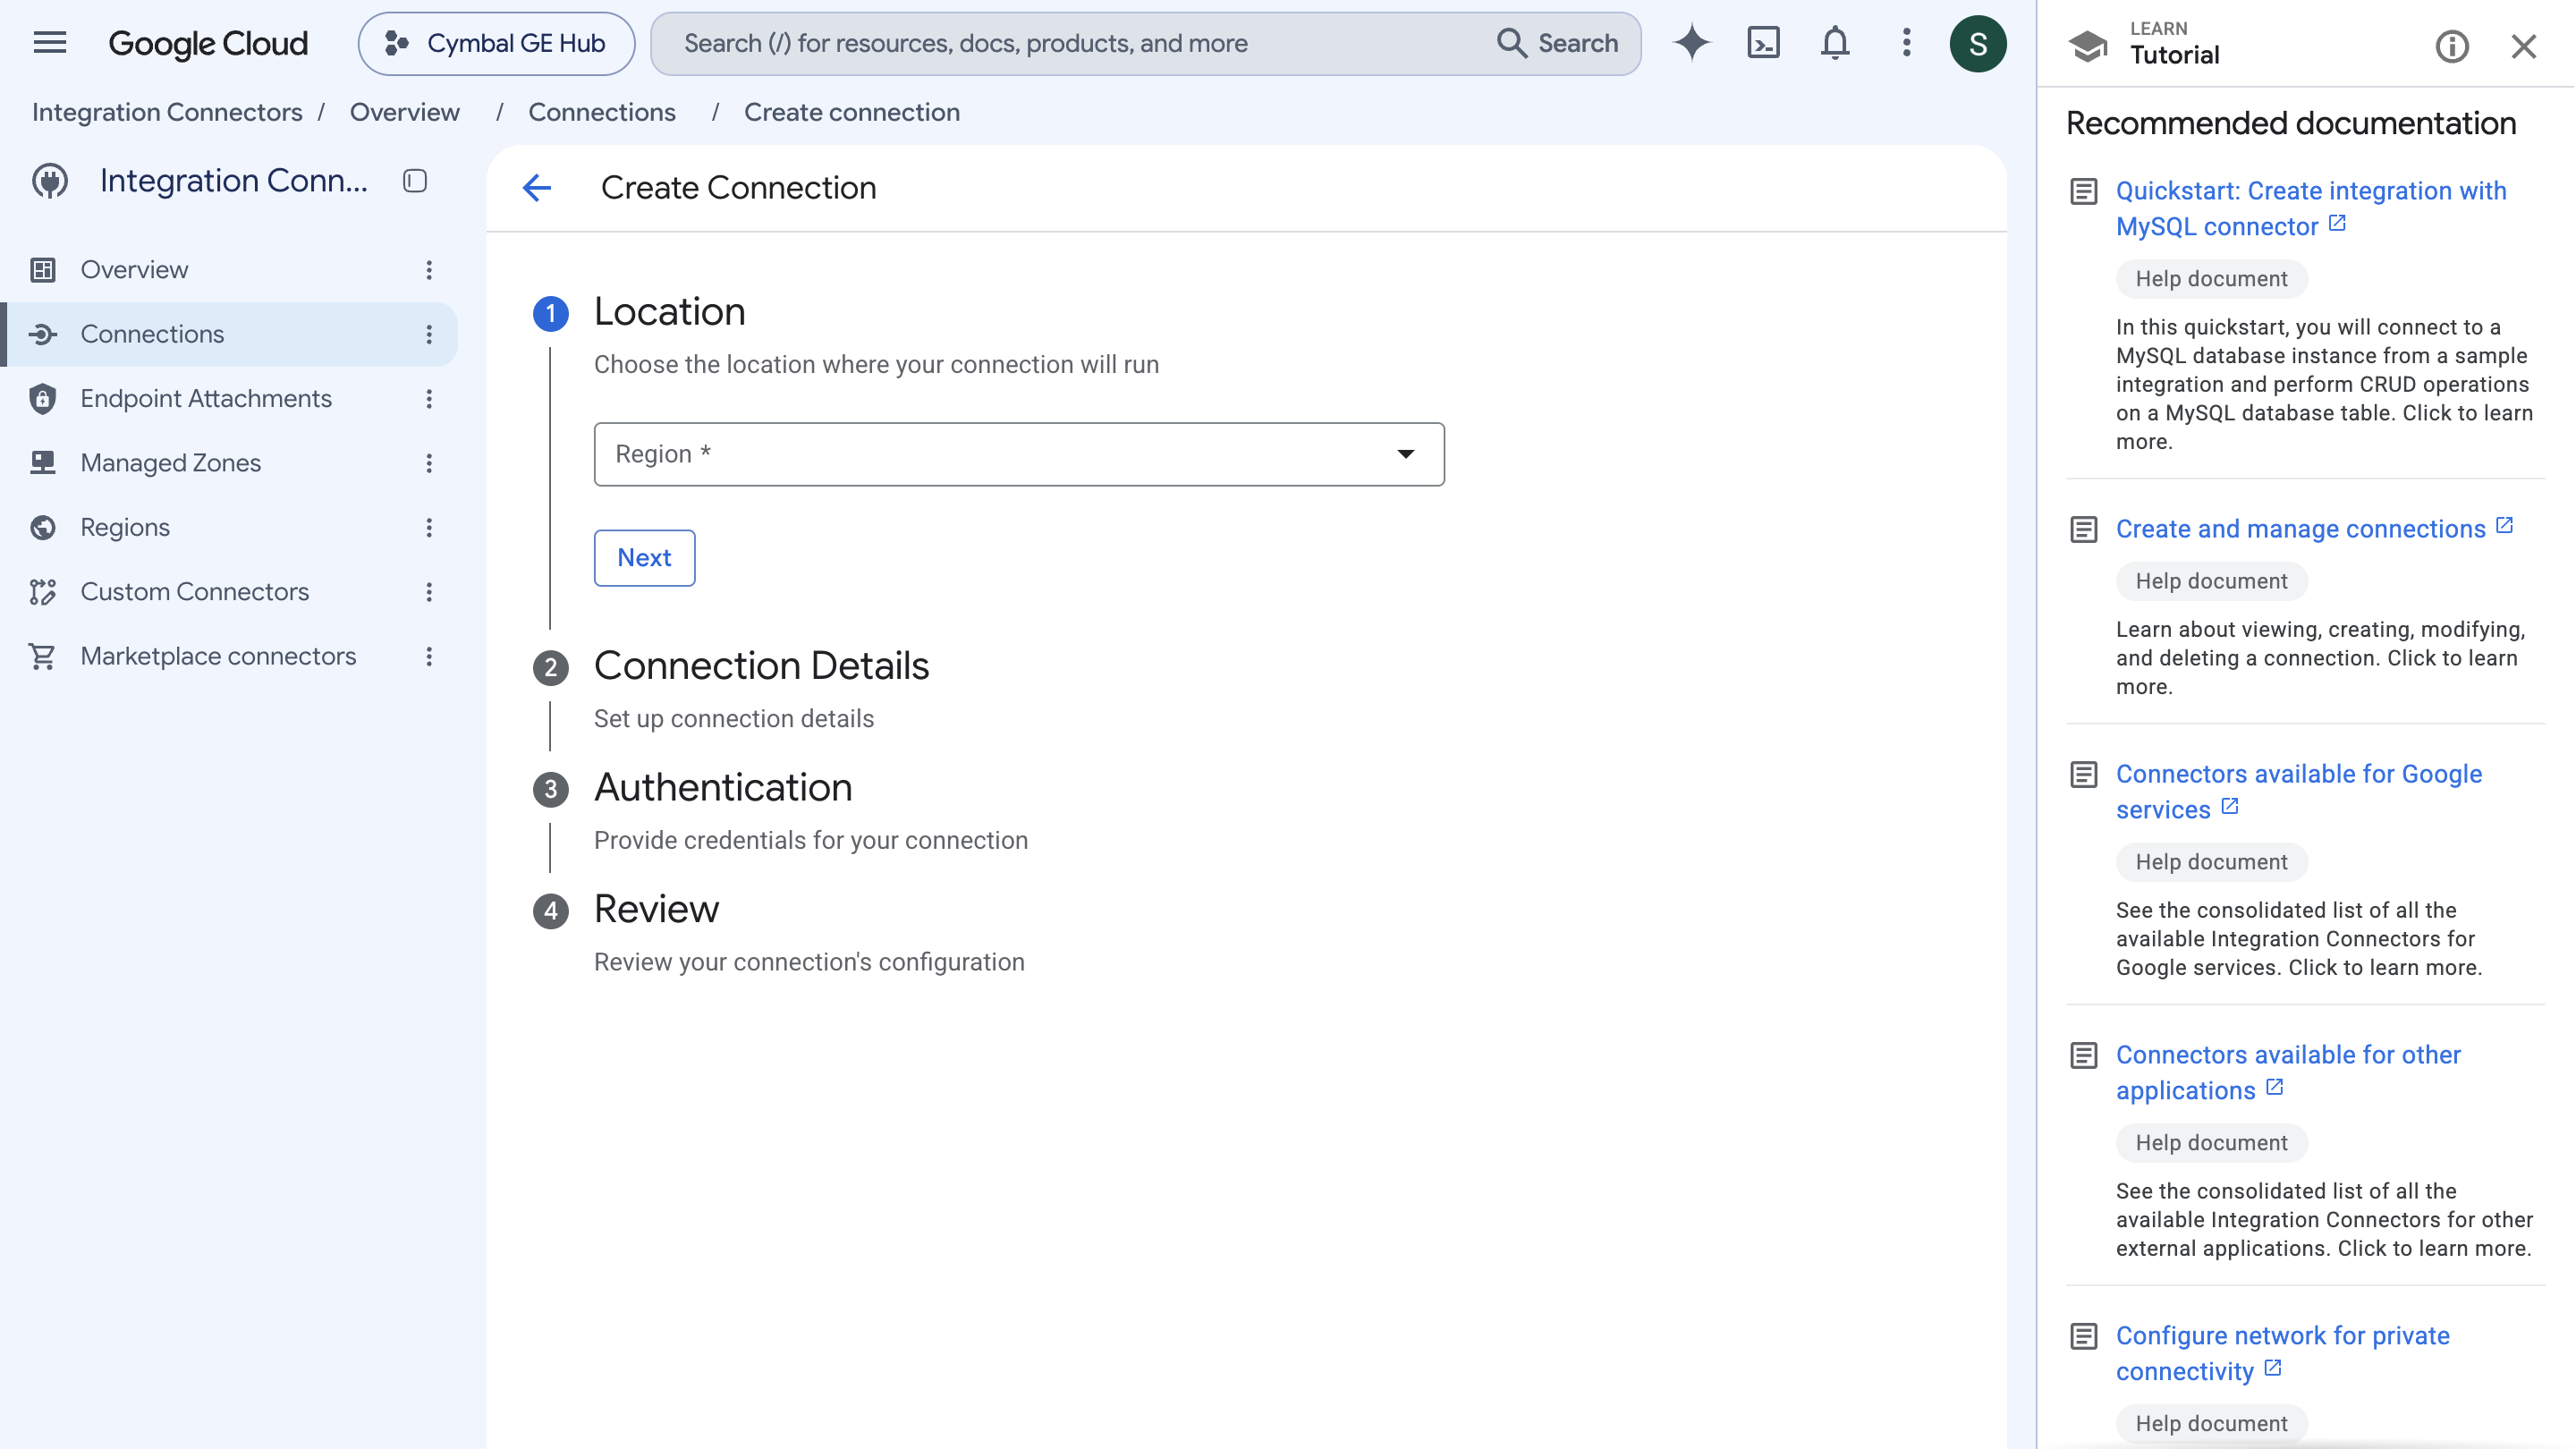 Google Cloud
Cymbal GE Hub
Search (/) for resources, docs, products, and more
Search
S
Integration Connectors / Overview / Connections / Create connection
Integration Conn...
Overview
Connections
Endpoint Attachments
Managed Zones
Regions
Custom Connectors
Marketplace connectors
Create Connection
1 Location
Choose the location where your connection will run
Region *
Next
2 Connection Details
Set up connection details
3 Authentication
Provide credentials for your connection
4 Review
Review your connection's configuration
LEARN
Tutorial
Recommended documentation
Quickstart: Create integration with
MySQL connector
Help document
In this quickstart, you will connect to a
MySQL database instance from a sample
integration and perform CRUD operations
on a MySQL database table. Click to learn
more.
Create and manage connections
Help document
Learn about viewing, creating, modifying,
and deleting a connection. Click to learn
more.
Connectors available for Google
services
Help document
See the consolidated list of all the
available Integration Connectors for
Google services. Click to learn more.
Connectors available for other
applications
Help document
See the consolidated list of all the
available Integration Connectors for other
external applications. Click to learn more.
Configure network for private
connectivity
Help document